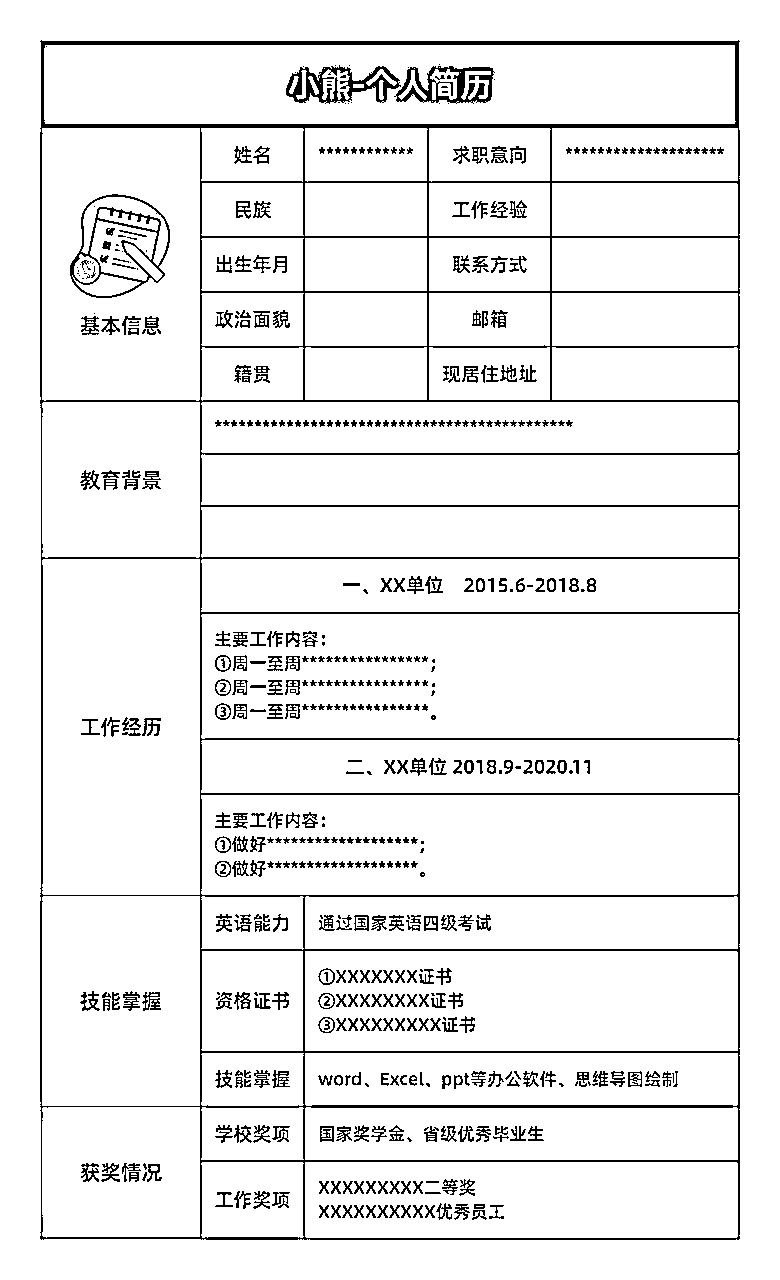 小熊-个人简历
姓名 ************ 求职意向 ********************
民族 工作经验
出生年月 联系方式
政治面貌 邮箱
籍贯 现居住地址
基本信息
教育背景
*********************************************
工作经历
一、XX单位 2015.6-2018.8
主要工作内容：
①周一至周****************；
②周一至周****************；
③周一至周****************。
二、XX单位 2018.9-2020.11
主要工作内容：
①做好*******************；
②做好*******************。
技能掌握
英语能力 通过国家英语四级考试
资格证书
①XXXXXXX证书
②XXXXXXXX证书
③XXXXXXXXX证书
技能掌握 word、Excel、ppt等办公软件、思维导图绘制
获奖情况
学校奖项 国家奖学金、省级优秀毕业生
工作奖项
XXXXXXXXX二等奖
XXXXXXXXXX优秀员工